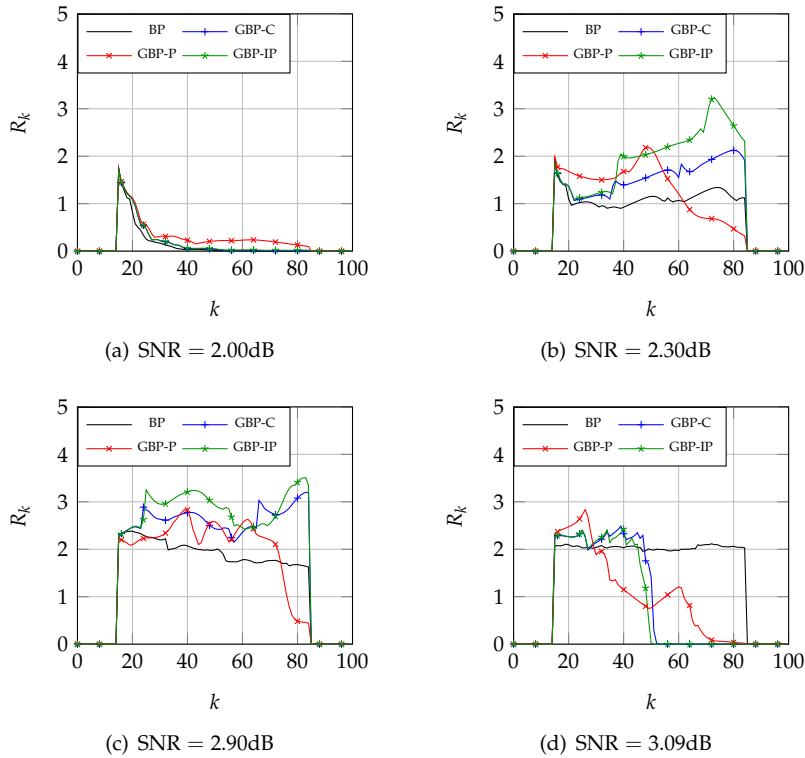 BP GBP-C
GBP-P GBP-IP
5
4
3
2
1
0
R_k
0 20 40 60 80 100
k
(a) SNR = 2.00dB
BP GBP-C
GBP-P GBP-IP
5
4
3
2
1
0
R_k
0 20 40 60 80 100
k
(b) SNR = 2.30dB
BP GBP-C
GBP-P GBP-IP
5
4
3
2
1
0
R_k
0 20 40 60 80 100
k
(c) SNR = 2.90dB
BP GBP-C
GBP-P GBP-IP
5
4
3
2
1
0
R_k
0 20 40 60 80 100
k
(d) SNR = 3.09dB